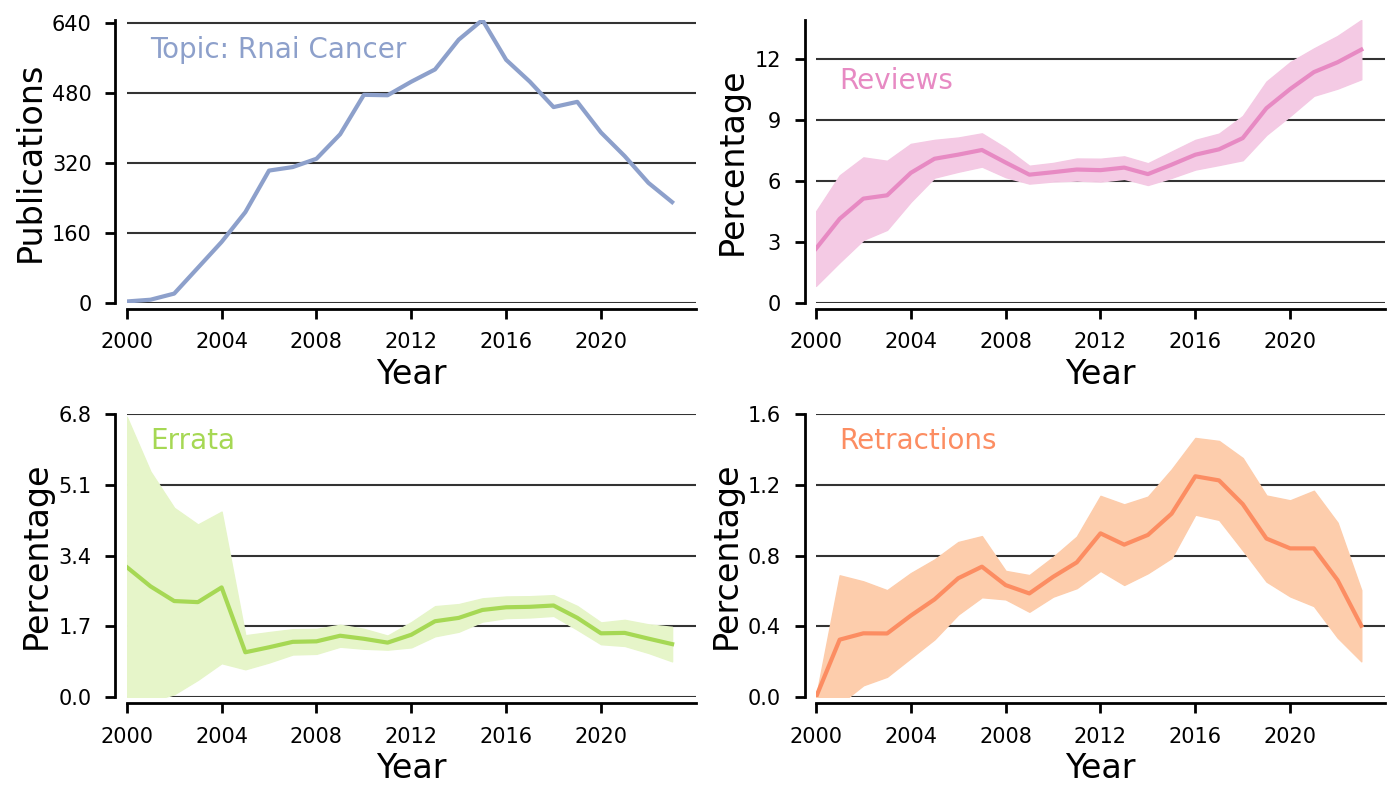 Publications
640
480
320
160
0
Topic: Rnai Cancer
2000 2004 2008 2012 2016 2020
Year
Percentage
12
9
6
3
0
Reviews
2000 2004 2008 2012 2016 2020
Year
Percentage
6.8
5.1
3.4
1.7
0.0
Errata
2000 2004 2008 2012 2016 2020
Year
Percentage
1.6
1.2
0.8
0.4
0.0
Retractions
2000 2004 2008 2012 2016 2020
Year